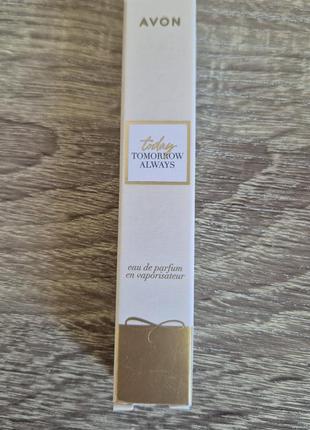 AVON
today
TOMORROW
ALWAYS
eau de parfum
en vaporisateur